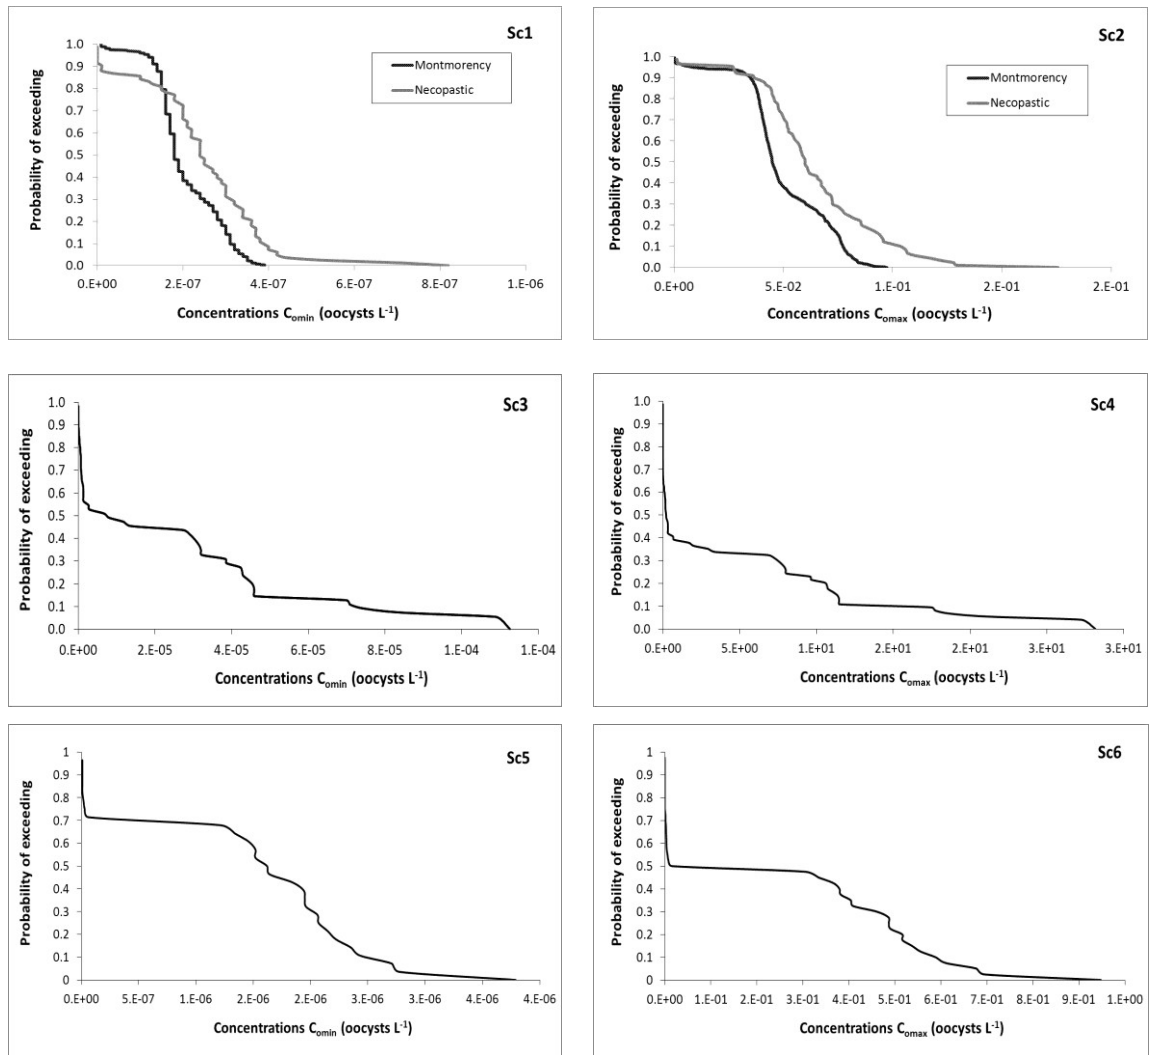 Sc1
Probability of exceeding
1.0
0.9
0.8
0.7
0.6
0.5
0.4
0.3
0.2
0.1
0.0
Montmorency
Necopastic
0.E+00 2.E-07 4.E-07 6.E-07 8.E-07 1.E-06
Concentrations Comin (oocysts L-1)
Sc2
Probability of exceeding
1.0
0.9
0.8
0.7
0.6
0.5
0.4
0.3
0.2
0.1
0.0
Montmorency
Necopastic
0.E+00 5.E-02 1.E-01 2.E-01 2.E-01
Concentrations Comax (oocysts L-1)
Sc3
Probability of exceeding
1.0
0.9
0.8
0.7
0.6
0.5
0.4
0.3
0.2
0.1
0.0
0.E+00 2.E-05 4.E-05 6.E-05 8.E-05 1.E-04 1.E-04
Concentrations Comin (oocysts L-1)
Sc4
Probability of exceeding
1.0
0.9
0.8
0.7
0.6
0.5
0.4
0.3
0.2
0.1
0.0
0.E+00 5.E+00 1.E+01 2.E+01 2.E+01 3.E+01 3.E+01
Concentrations Comax (oocysts L-1)
Sc5
Probability of exceeding
1
0.9
0.8
0.7
0.6
0.5
0.4
0.3
0.2
0.1
0
0.E+00 5.E-07 1.E-06 2.E-06 2.E-06 3.E-06 3.E-06 4.E-06 4.E-06
Concentrations Comin (oocysts L-1)
Sc6
Probability of exceeding
1
0.9
0.8
0.7
0.6
0.5
0.4
0.3
0.2
0.1
0
0.E+00 1.E-01 2.E-01 3.E-01 4.E-01 5.E-01 6.E-01 7.E-01 8.E-01 9.E-01 1.E+00
Concentrations Comax (oocysts L-1)